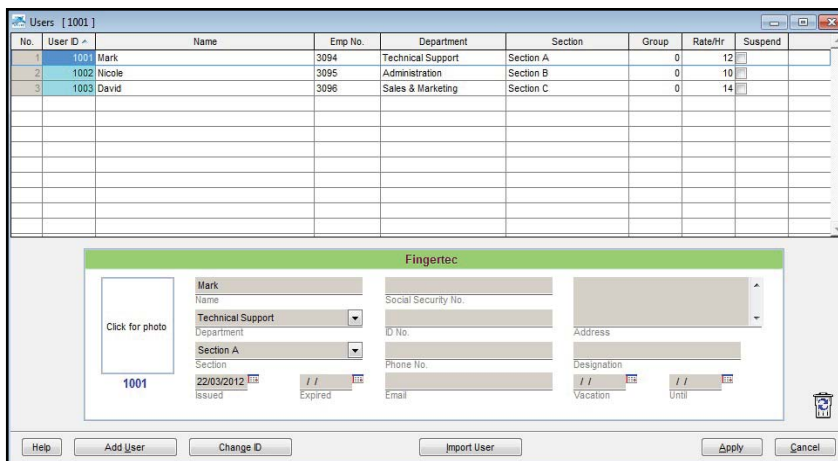 Users [ 1001 ]
No. User ID Name Emp No. Department Section Group Rate/Hr Suspend
1 1001 Mark 3094 Technical Support Section A 0 12
2 1002 Nicole 3095 Administration Section B 0 10
3 1003 David 3096 Sales & Marketing Section C 0 14
Fingertec
Click for photo
1001
Mark
Name Social Security No.
Technical Support
Department ID No. Address
Section A
Section Phone No. Designation
22/03/2012 / / / / / /
Issued Expired Email Vacation Until
Help Add User Change ID Import User Apply Cancel